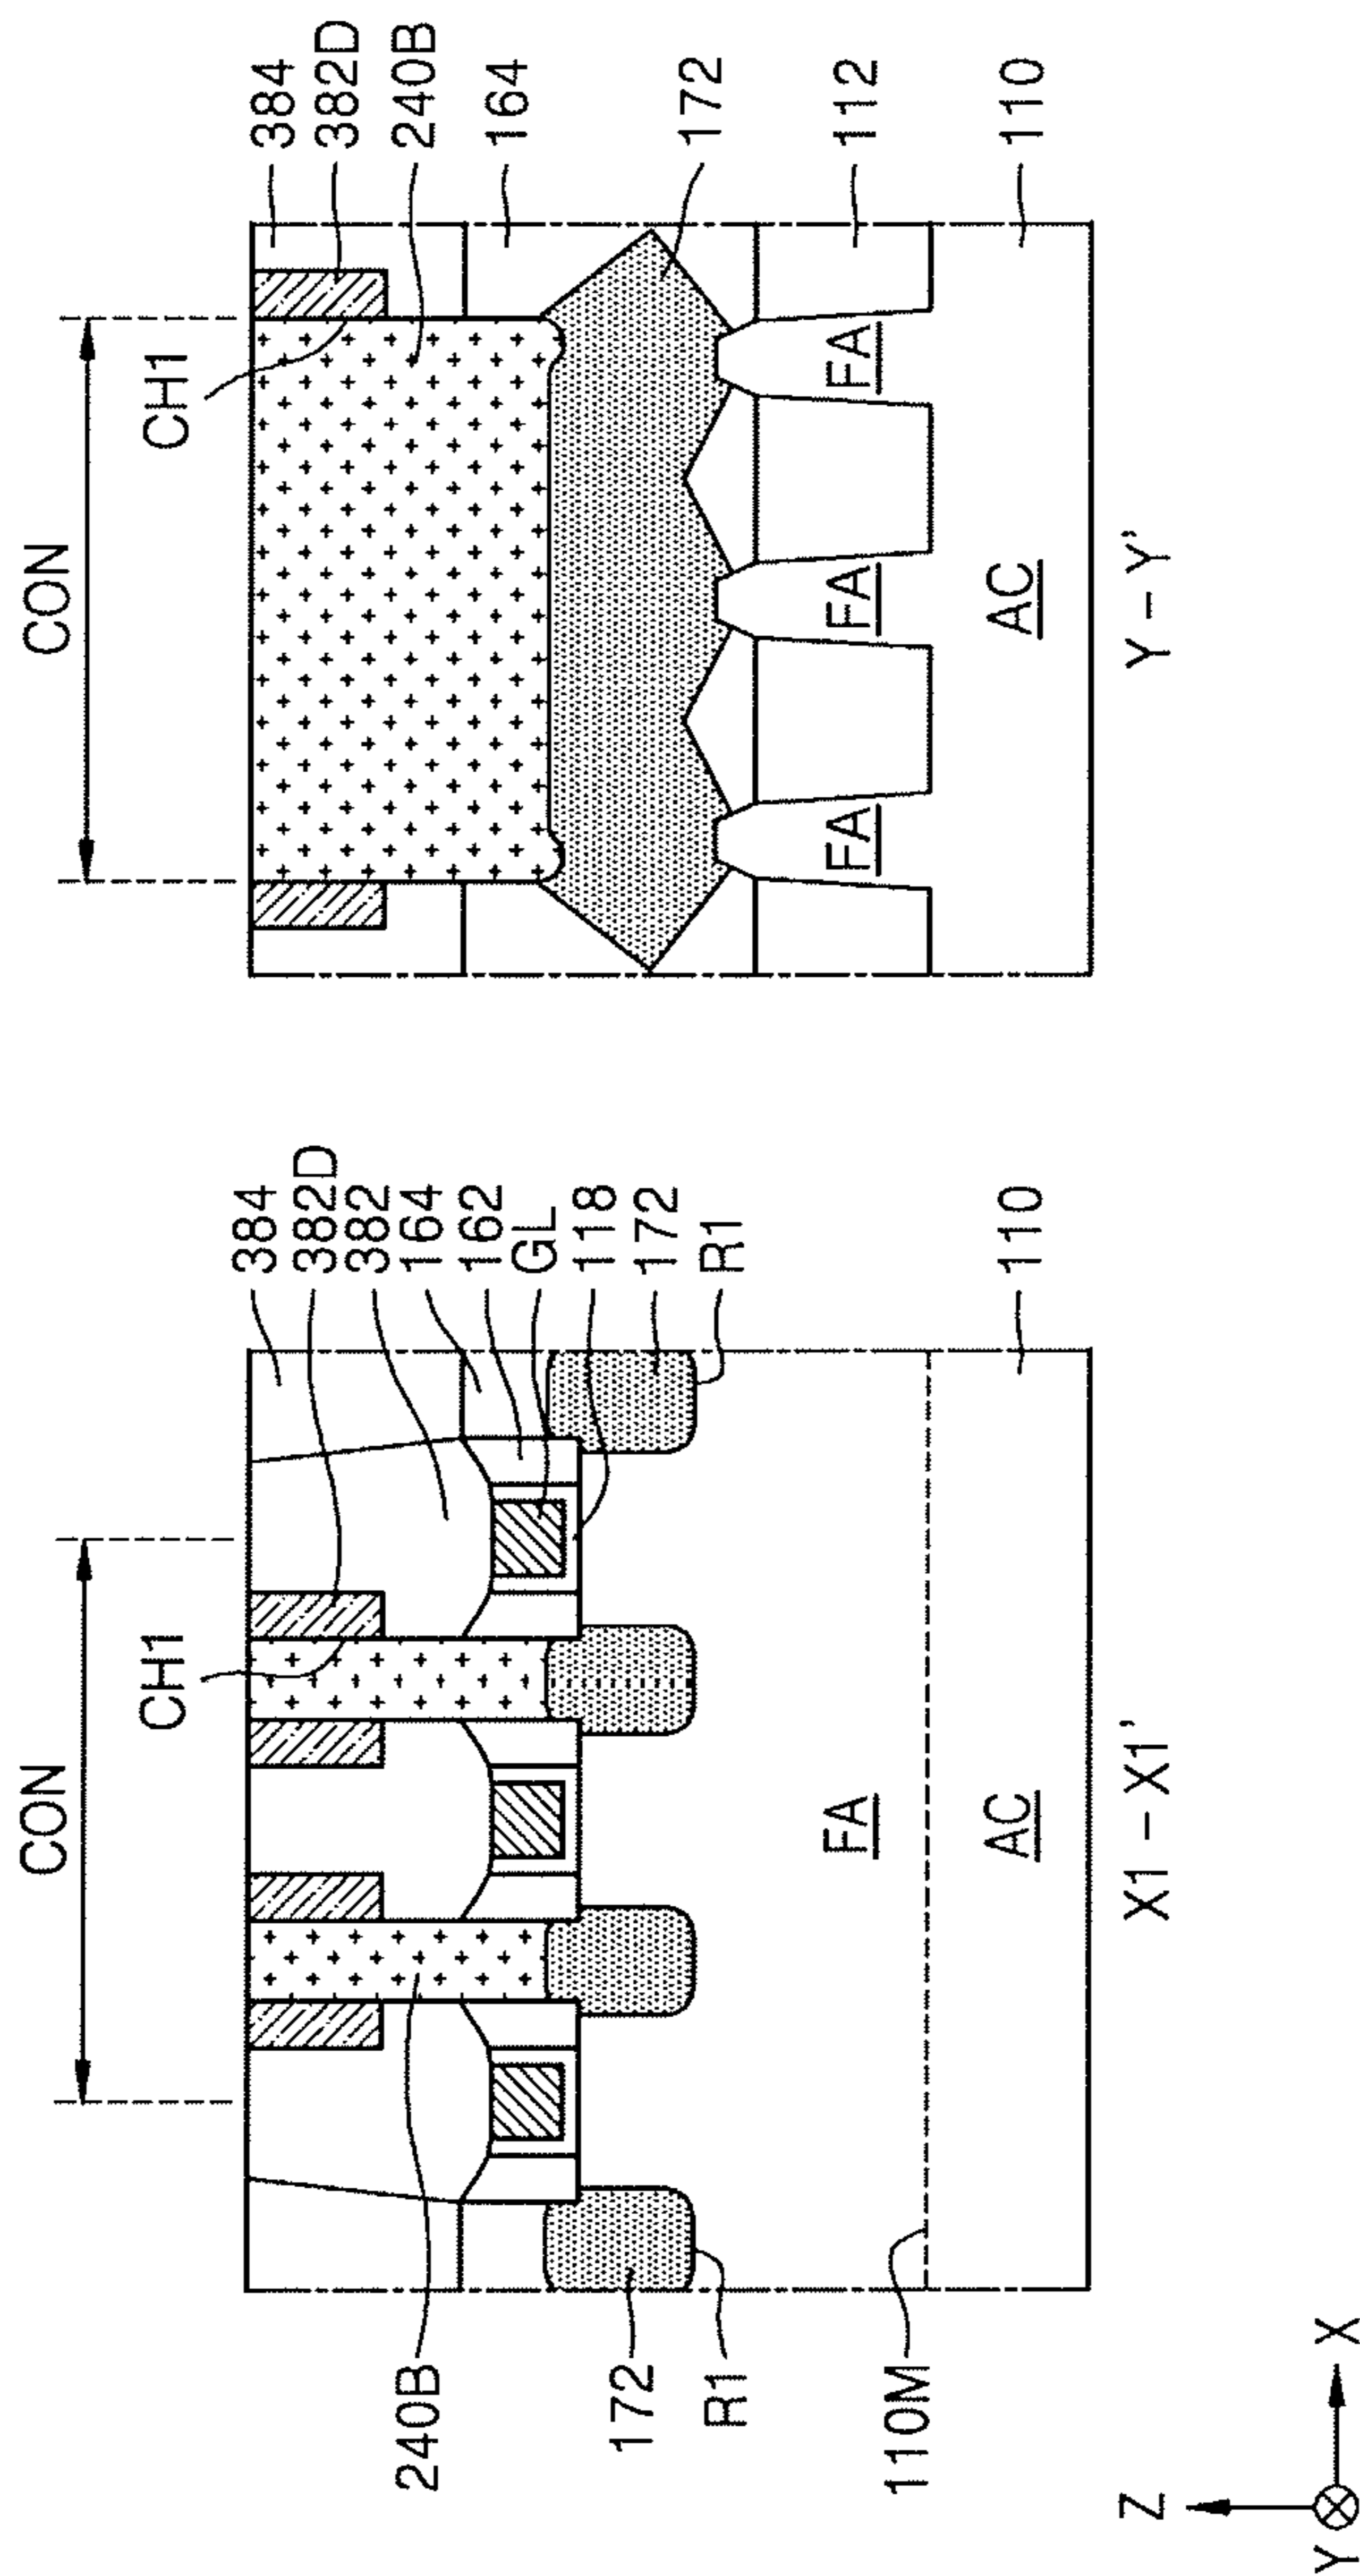 CON
CH1
384
382D
382
164
162
GL
118
172
R1
110
240B
172
R1
110M
FA
AC
X1 – X1'
Z
Y
X
CON
CH1
384
382D
240B
164
172
112
110
FA
FA
FA
AC
Y – Y'